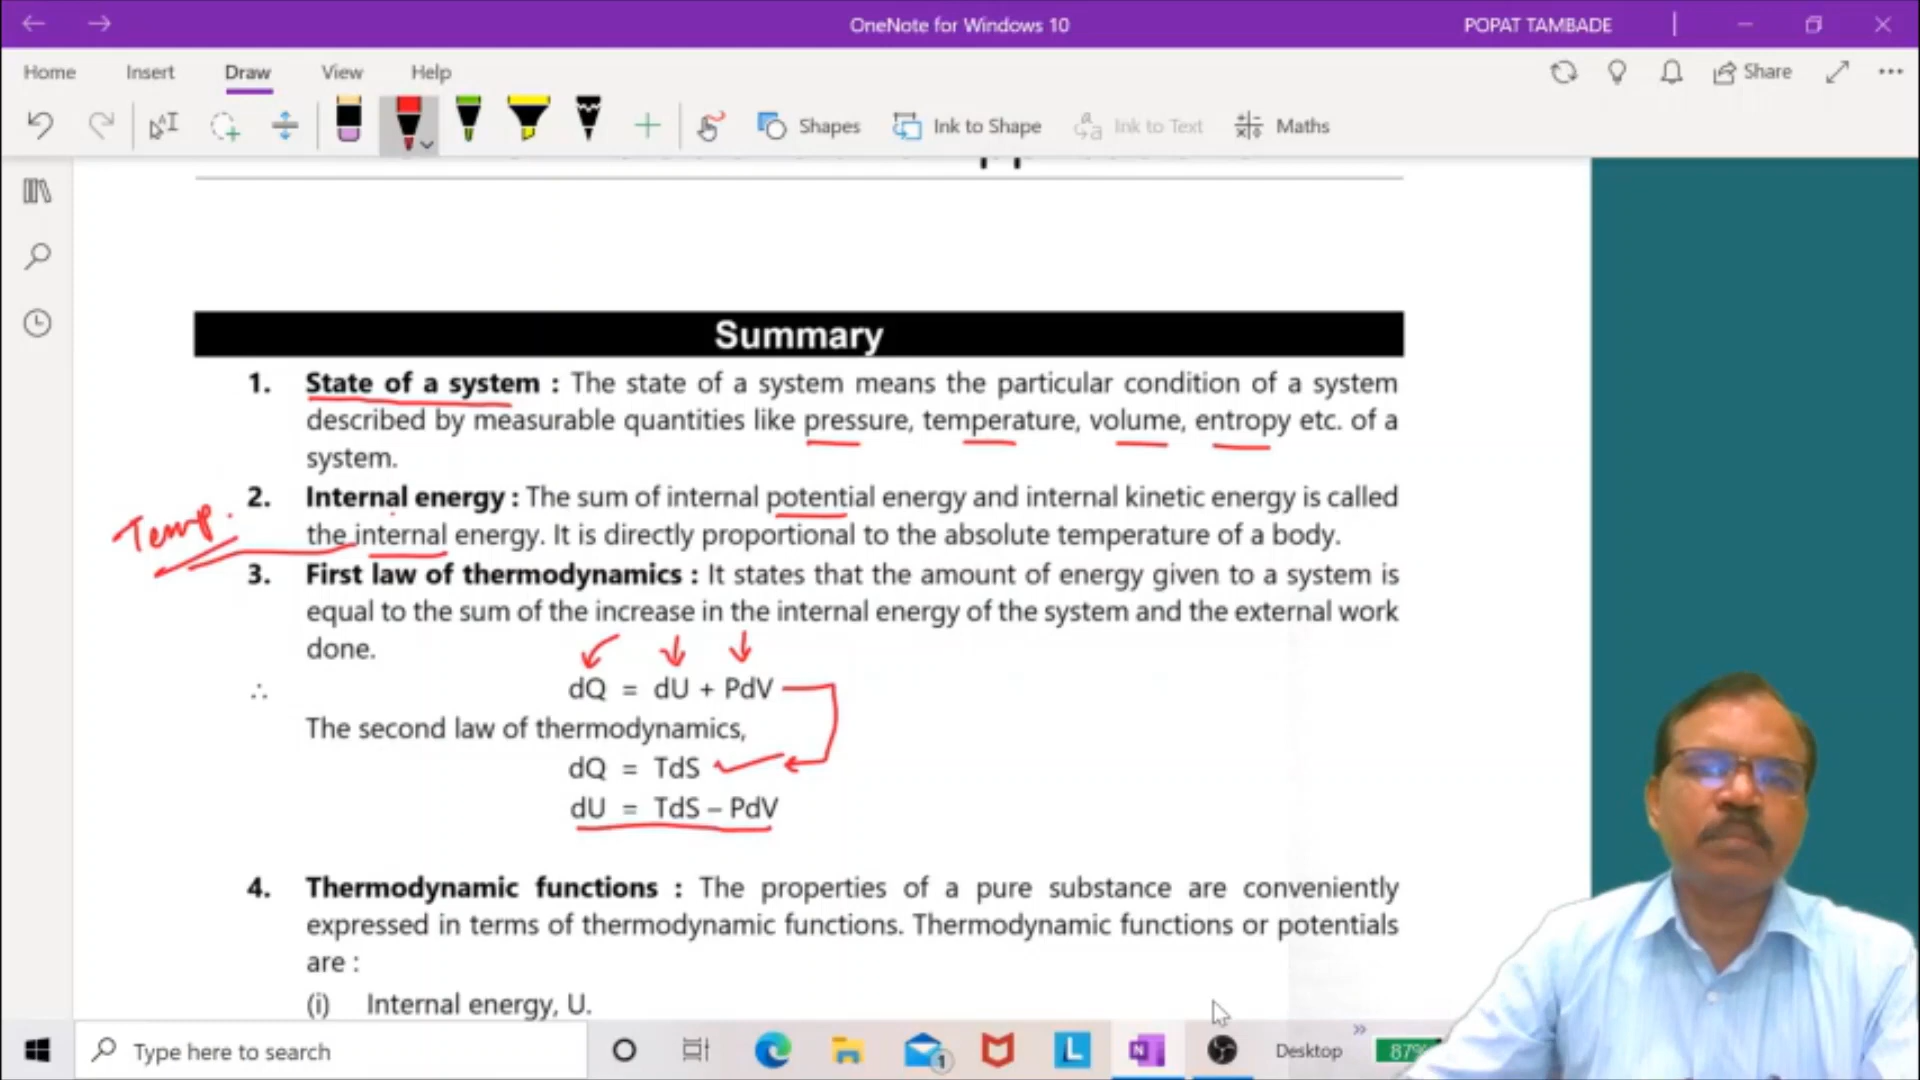 OneNote for Windows 10
POPAT TAMBADE
Home Insert Draw View Help
Share
Shapes Ink to Shape Ink to Text Maths
Summary
1. State of a system : The state of a system means the particular condition of a system
described by measurable quantities like pressure, temperature, volume, entropy etc. of a
system.
2. Internal energy : The sum of internal potential energy and internal kinetic energy is called
Temp.
the internal energy. It is directly proportional to the absolute temperature of a body.
3. First law of thermodynamics : It states that the amount of energy given to a system is
equal to the sum of the increase in the internal energy of the system and the external work
done.
∴ dQ = dU + PdV
The second law of thermodynamics,
dQ = TdS
dU = TdS – PdV
4. Thermodynamic functions : The properties of a pure substance are conveniently
expressed in terms of thermodynamic functions. Thermodynamic functions or potentials
are :
(i) Internal energy, U.
Type here to search
1
L
N
Desktop
87%